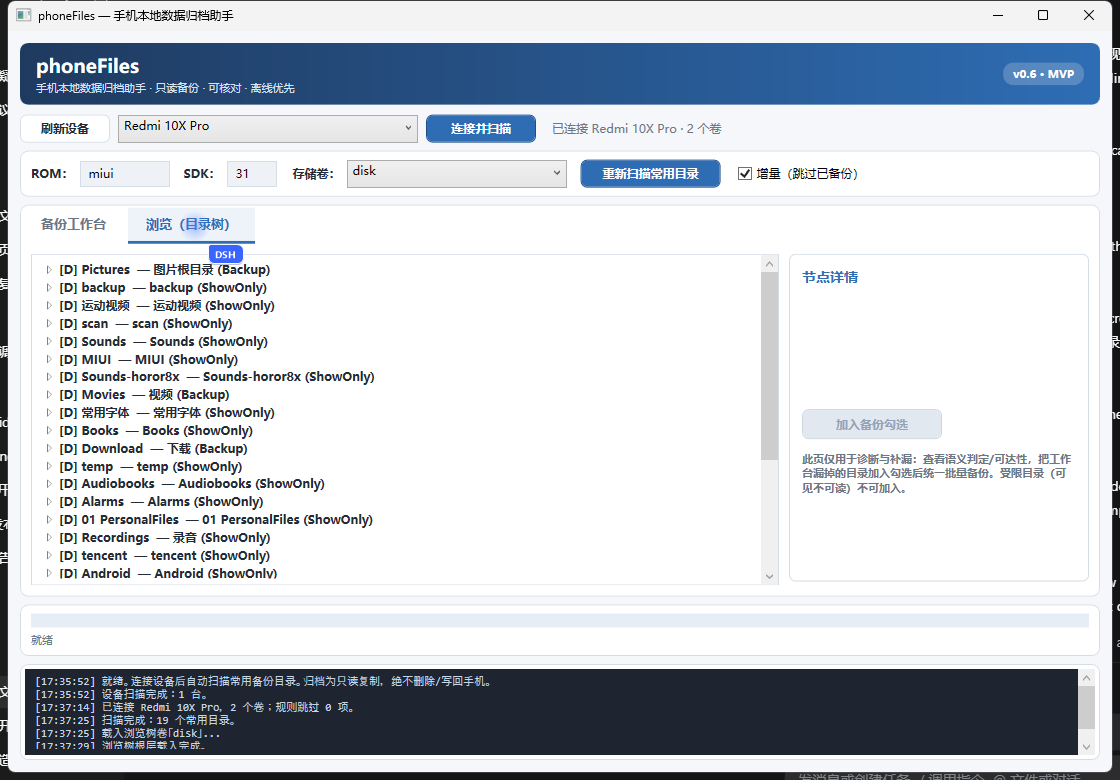 phoneFiles — 手机本地数据归档助手
phoneFiles
手机本地数据归档助手 · 只读备份 · 可核对 · 离线优先
v0.6 • MVP
刷新设备
Redmi 10X Pro
连接并扫描
已连接 Redmi 10X Pro · 2 个卷
ROM: miui SDK: 31 存储卷: disk 重新扫描常用目录 增量（跳过已备份）
备份工作台
浏览（目录树）
DSH
[D] Pictures — 图片根目录 (Backup)
[D] backup — backup (ShowOnly)
[D] 运动视频 — 运动视频 (ShowOnly)
[D] scan — scan (ShowOnly)
[D] Sounds — Sounds (ShowOnly)
[D] MIUI — MIUI (ShowOnly)
[D] Sounds-horor8x — Sounds-horor8x (ShowOnly)
[D] Movies — 视频 (Backup)
[D] 常用字体 — 常用字体 (ShowOnly)
[D] Books — Books (ShowOnly)
[D] Download — 下载 (Backup)
[D] temp — temp (ShowOnly)
[D] Audiobooks — Audiobooks (ShowOnly)
[D] Alarms — Alarms (ShowOnly)
[D] 01 PersonalFiles — 01 PersonalFiles (ShowOnly)
[D] Recordings — 录音 (ShowOnly)
[D] tencent — tencent (ShowOnly)
[D] Android — Android (ShowOnly)
节点详情
加入备份勾选
此页仅用于诊断与补漏：查看语义判定/可达性，把工作
台漏掉的目录加入勾选后统一批量备份。受限目录（可
见不可读）不可加入。
就绪
[17:35:52] 就绪。连接设备后自动扫描常用备份目录。归档为只读复制，绝不删除/写回手机。
[17:35:52] 设备扫描完成：1 台。
[17:37:14] 已连接 Redmi 10X Pro，2 个卷；规则跳过 0 项。
[17:37:25] 扫描完成：19 个常用目录。
[17:37:25] 载入浏览树卷「disk」...
[17:37:29] 浏览树根层载入完成。